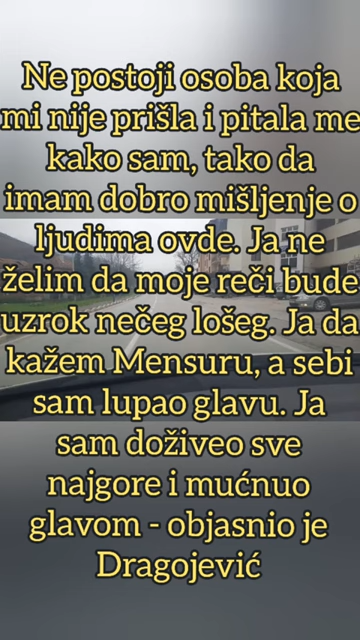 Ne postoji osoba koja
mi nije prišla i pitala me
kako sam, tako da
imam dobro mišljenje o
ljudima ovde. Ja ne
želim da moje reči bude
uzrok nečeg lošeg. Ja da
kažem Mensuru, a sebi
sam lupao glavu. Ja
sam doživeo sve
najgore i mućnuo
glavom - objasnio je
Dragojević